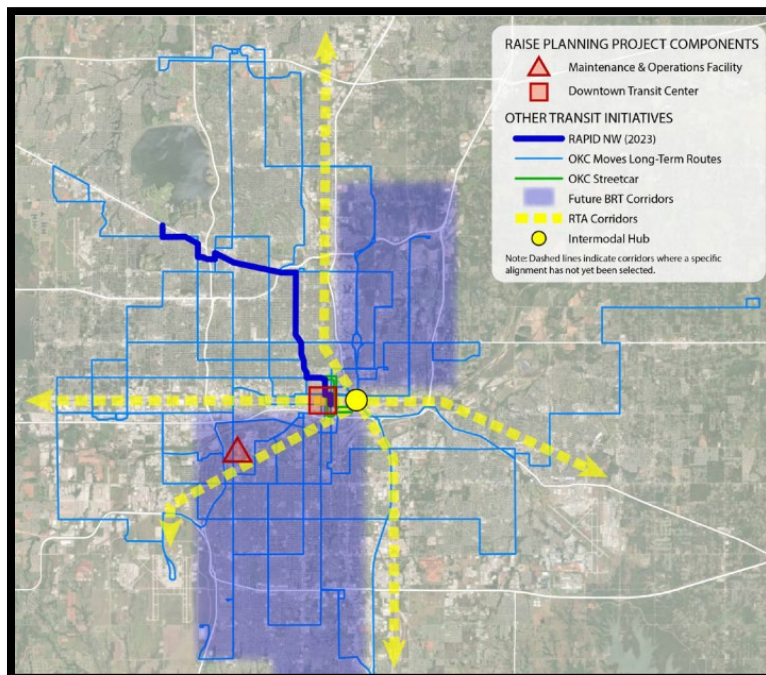 RAISE PLANNING PROJECT COMPONENTS
Maintenance & Operations Facility
Downtown Transit Center
OTHER TRANSIT INITIATIVES
RAPID NW (2023)
OKC Moves Long-Term Routes
OKC Streetcar
Future BRT Corridors
RTA Corridors
Intermodal Hub
Note: Dashed lines indicate corridors where a specific
alignment has not yet been selected.